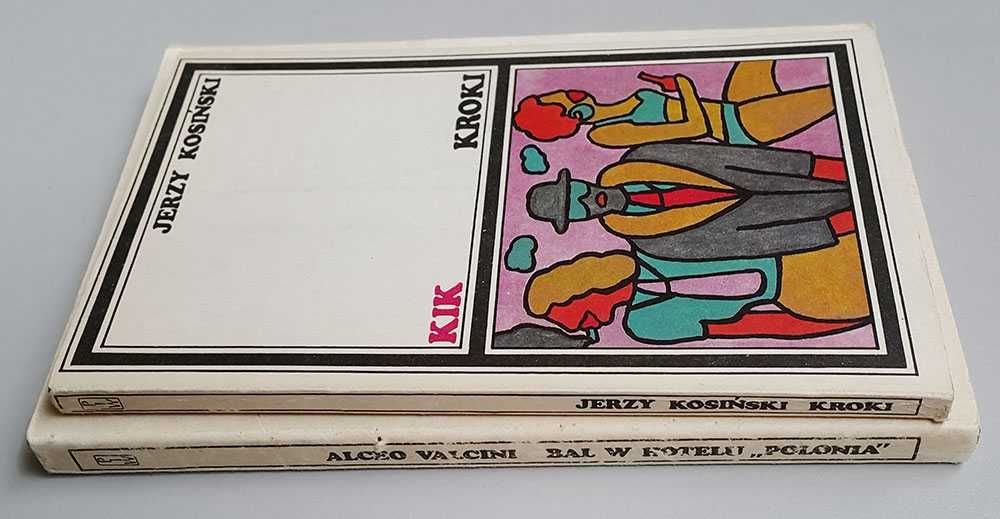 JERZY KOSIŃSKI
KROKI
KIK
JERZY KOSIŃSKI KROKI
ALCEO VALCINI BAL W HOTELU „POLONIA”